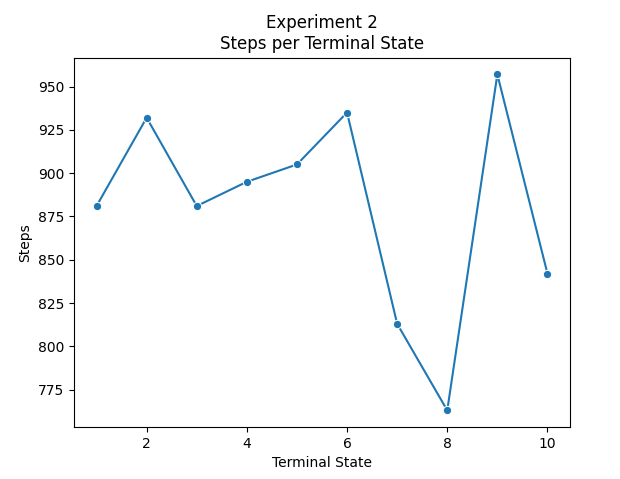 Experiment 2
Steps per Terminal State
950
925
900
875
850
825
800
775
Steps
2 4 6 8 10
Terminal State